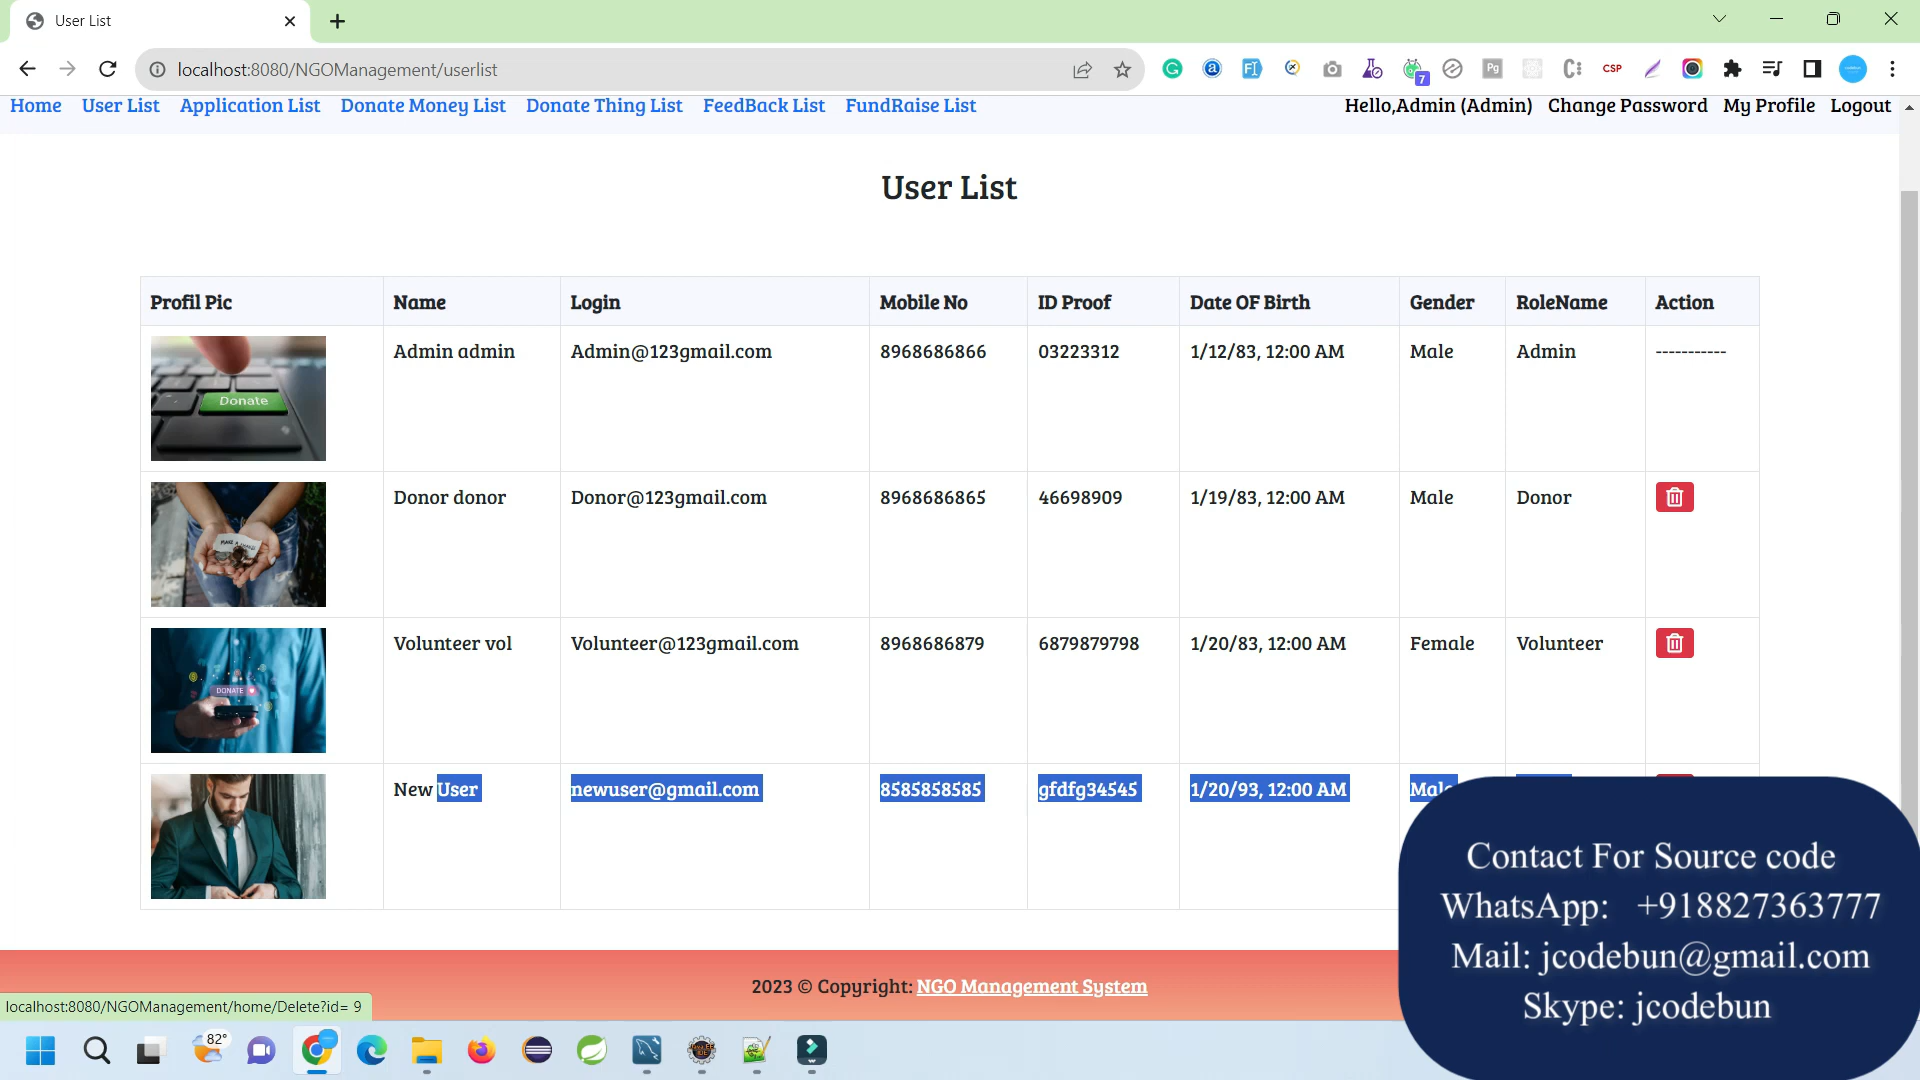 User List
localhost:8080/NGOManagement/userlist
7
Pg
CSP
Home User List Application List Donate Money List Donate Thing List FeedBack List FundRaise List Hello,Admin (Admin) Change Password My Profile Logout
User List
Profil Pic Name Login Mobile No ID Proof Date OF Birth Gender RoleName Action
Donate
Admin admin Admin@123gmail.com 8968686866 03223312 1/12/83, 12:00 AM Male Admin -----------
Donor donor Donor@123gmail.com 8968686865 46698909 1/19/83, 12:00 AM Male Donor
DONATE
Volunteer vol Volunteer@123gmail.com 8968686879 6879879798 1/20/83, 12:00 AM Female Volunteer
New User newuser@gmail.com 8585858585 gfdfg34545 1/20/93, 12:00 AM Male
Contact For Source code
WhatsApp: +918827363777
Mail: jcodebun@gmail.com
Skype: jcodebun
2023 © Copyright: NGO Management System
localhost:8080/NGOManagement/home/Delete?id= 9
82°